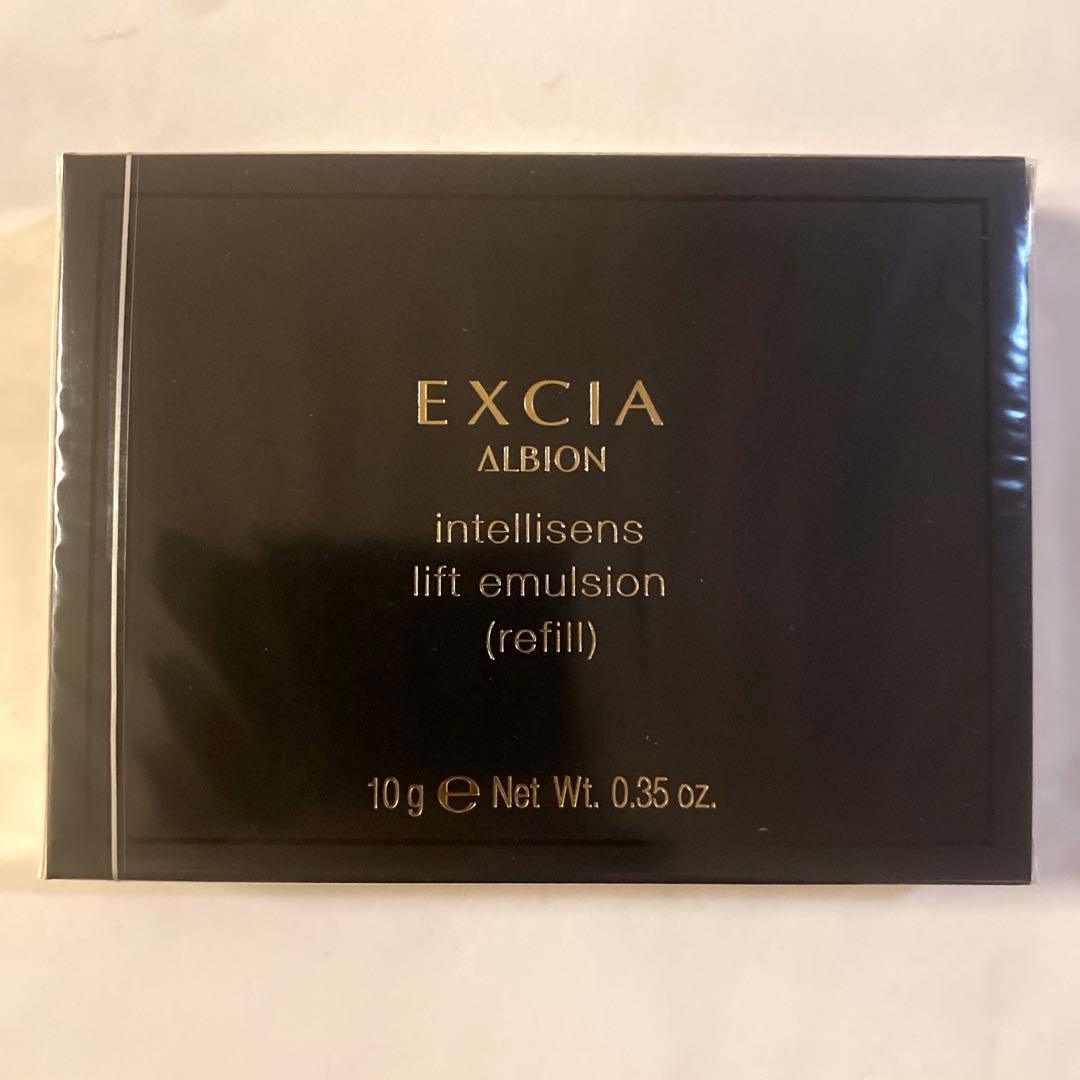 EXCIA
ALBION
intellisens
lift emulsion
(refill)
10 g ℮ Net Wt. 0.35 oz.